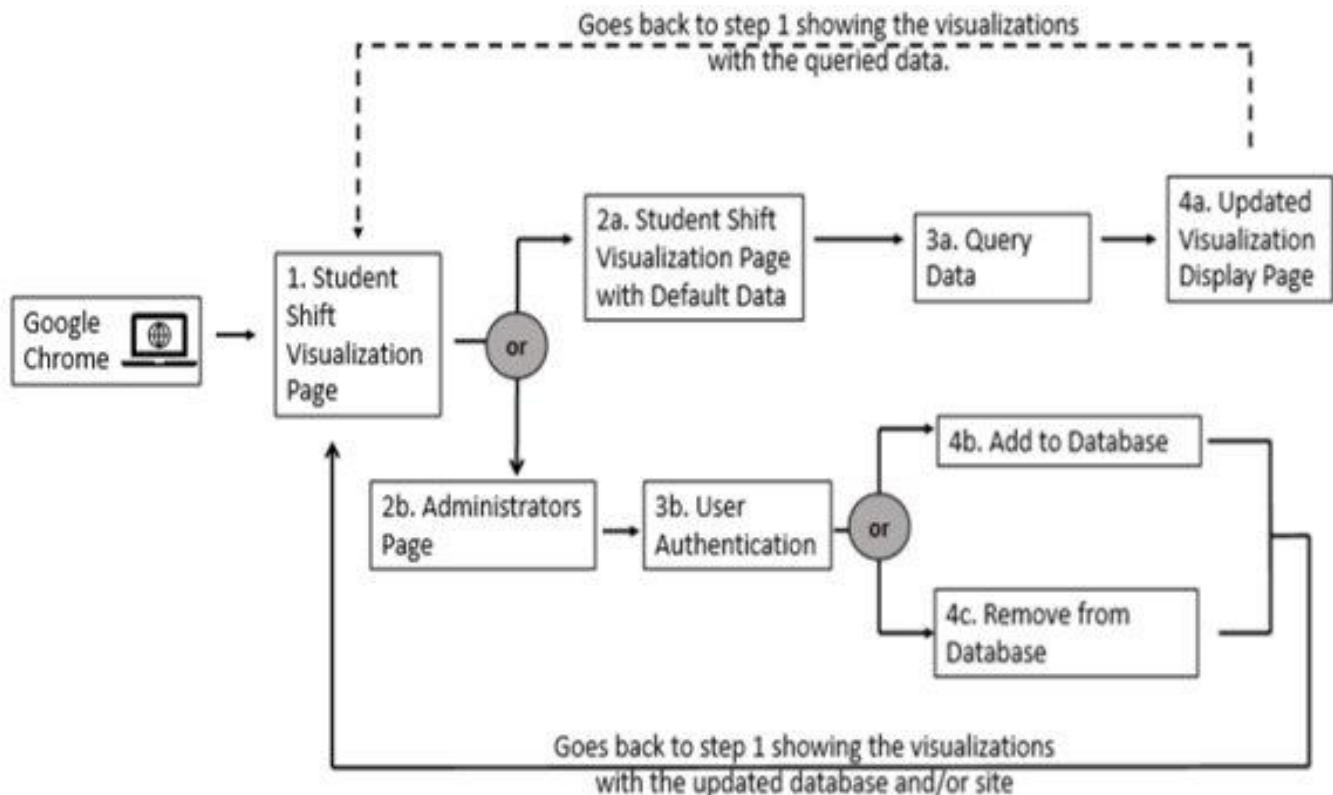 Goes back to step 1 showing the visualizations
with the queried data.
Google
Chrome
1. Student
Shift
Visualization
Page
or
2a. Student Shift
Visualization Page
with Default Data
3a. Query
Data
4a. Updated
Visualization
Display Page
2b. Administrators
Page
3b. User
Authentication
or
4b. Add to Database
4c. Remove from
Database
Goes back to step 1 showing the visualizations
with the updated database and/or site